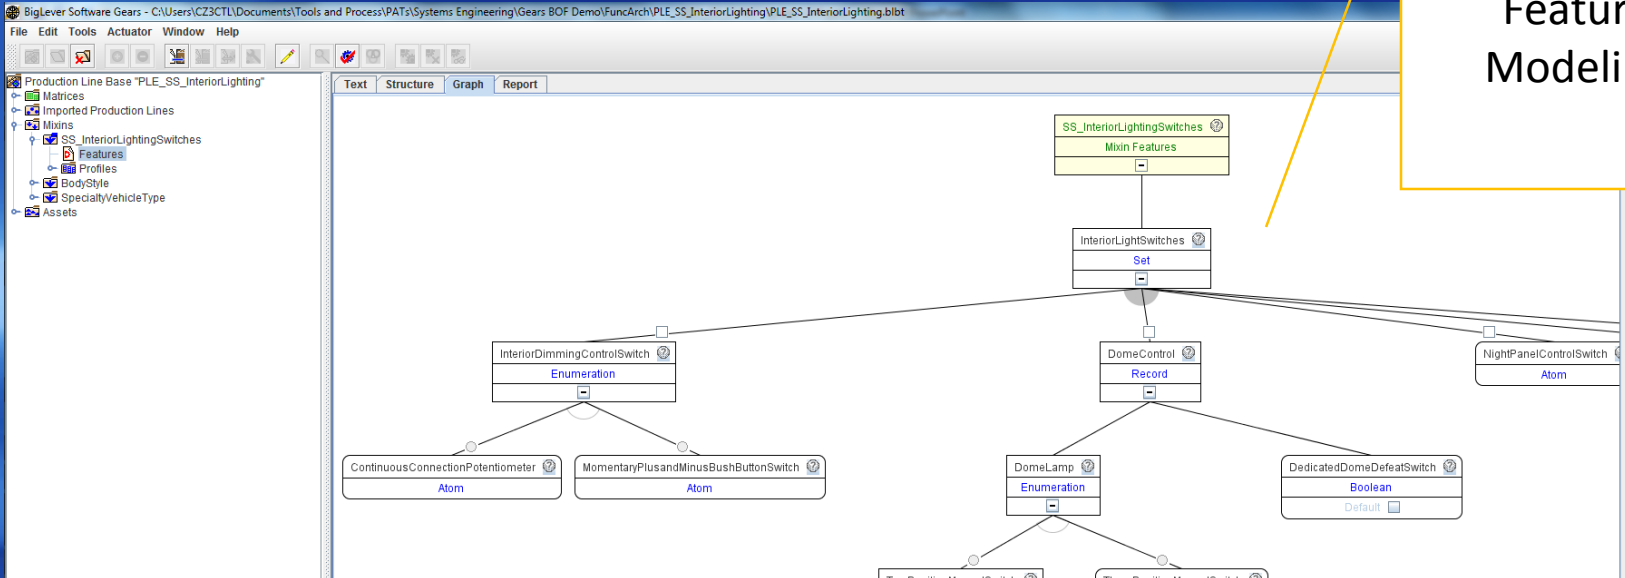 BigLever Software Gears - C:\Users\CZ3CTL\Documents\Tools and Process\PATs\Systems Engineering\Gears BOF Demo\FuncArch\PLE_SS_InteriorLighting\PLE_SS_InteriorLighting.blbt
File Edit Tools Actuator Window Help
Featur
Modeli
Production Line Base "PLE_SS_InteriorLighting"
Matrices
Imported Production Lines
Mixins
SS_InteriorLightingSwitches
Features
Profiles
BodyStyle
SpecialtyVehicleType
Assets
Text Structure Graph Report
SS_InteriorLightingSwitches
Mixin Features
InteriorLightSwitches
Set
InteriorDimmingControlSwitch
Enumeration
DomeControl
Record
NightPanelControlSwitch
Atom
ContinuousConnectionPotentiometer
Atom
MomentaryPlusandMinusBushButtonSwitch
Atom
DomeLamp
Enumeration
DedicatedDomeDefeatSwitch
Boolean
Default